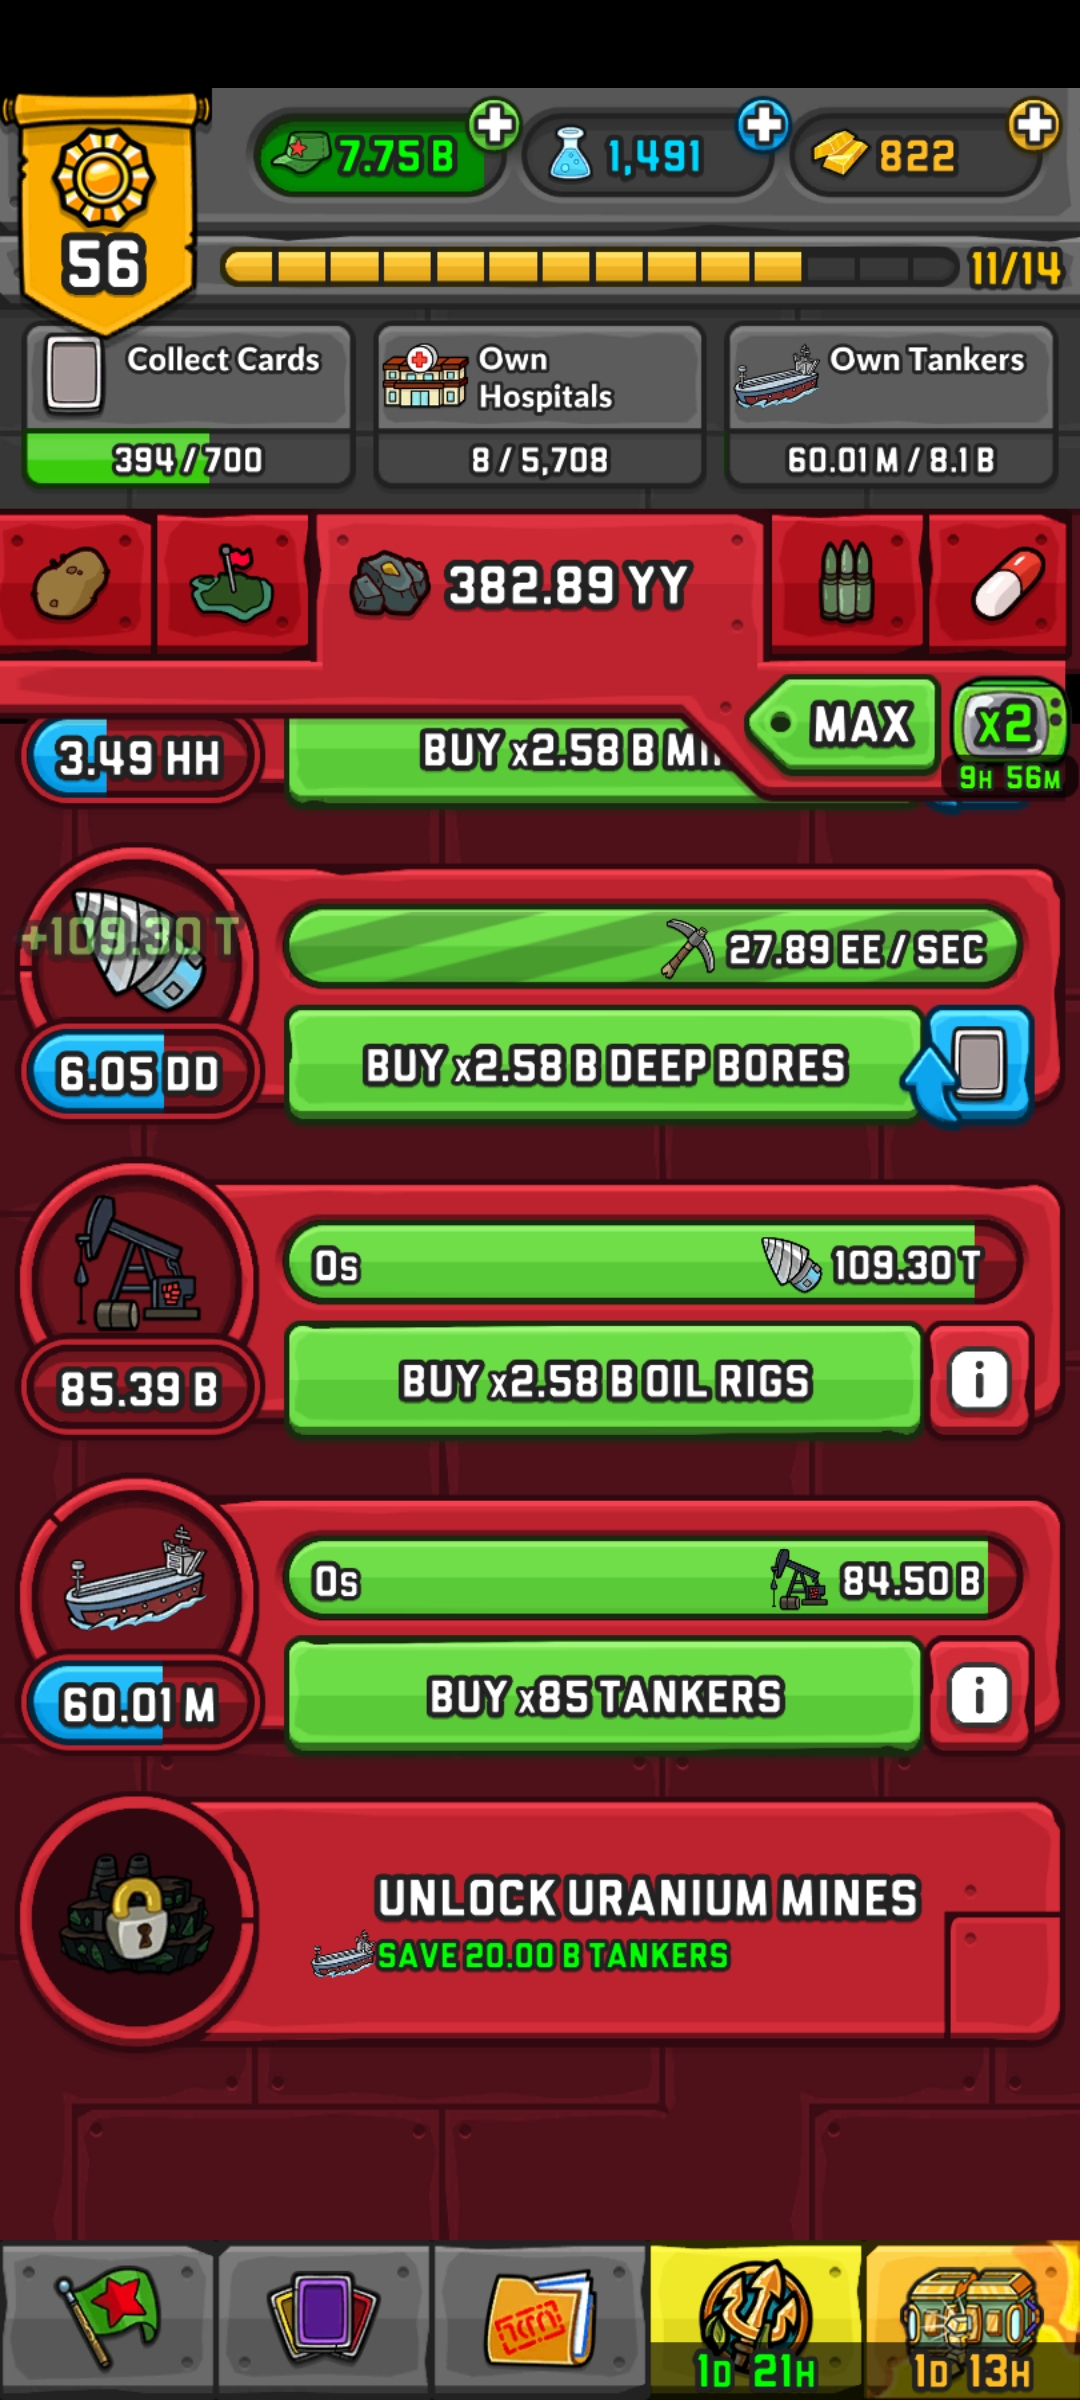 7.75 B
1,491
822
56
11/14
Collect Cards
394 / 700
Own
Hospitals
8 / 5,708
Own Tankers
60.01 M / 8.1 B
382.89 YY
MAX
x2
9H 56M
3.49 HH
BUY x2.58 B
+109.30 T
27.89 EE / SEC
6.05 DD
BUY x2.58 B DEEP BORES
0s
109.30 T
85.39 B
BUY x2.58 B OIL RIGS
i
0s
84.50 B
60.01 M
BUY x85 TANKERS
i
UNLOCK URANIUM MINES
SAVE 20.00 B TANKERS
1D 21H
1D 13H